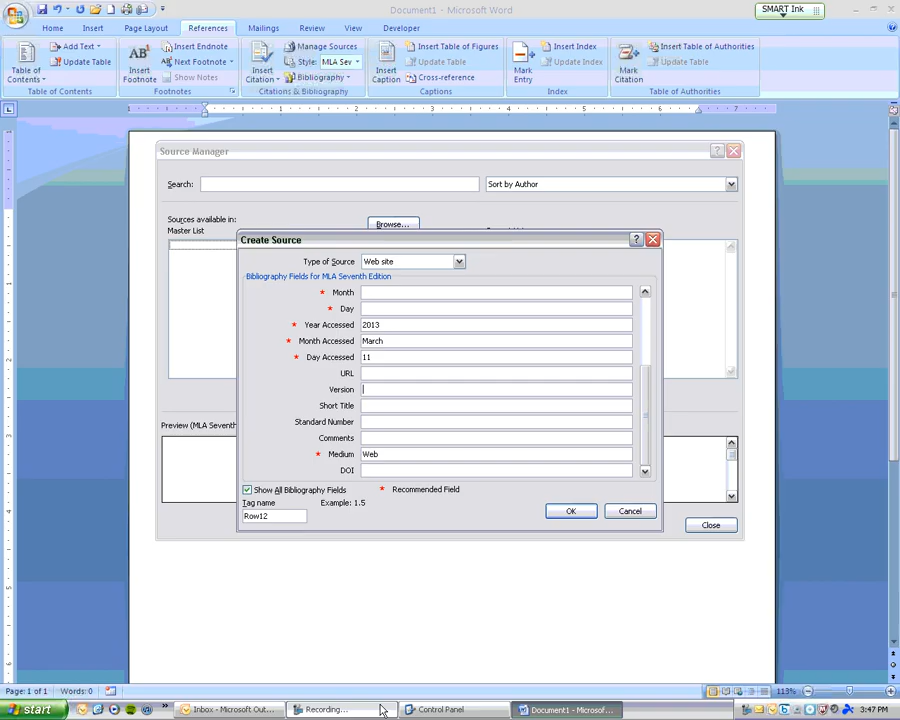 Document1 - Microsoft Word
SMART Ink
Home Insert Page Layout References Mailings Review View Developer
Add Text
Update Table
Table of Contents
Table of Contents
AB1
Insert Footnote
Insert Endnote
Next Footnote
Show Notes
Footnotes
Insert Citation
Manage Sources
Style: MLA Sev
Bibliography
Citations & Bibliography
Insert Caption
Insert Table of Figures
Update Table
Cross-reference
Captions
Mark Entry
Insert Index
Update Index
Index
Mark Citation
Insert Table of Authorities
Update Table
Table of Authorities
Source Manager
Search:
Sort by Author
Sources available in:
Master List
Browse...
Create Source
Type of Source Web site
Bibliography Fields for MLA Seventh Edition
* Month
* Day
* Year Accessed 2013
* Month Accessed March
* Day Accessed 11
URL
Version
Short Title
Standard Number
Comments
* Medium Web
DOI
Show All Bibliography Fields * Recommended Field
Tag name Example: 1.5
Row12
OK Cancel
Preview (MLA Seventh
Close
Page: 1 of 1 Words: 0 113%
start Inbox - Microsoft Out... Recording... Control Panel Document1 - Microsof... 3:47 PM